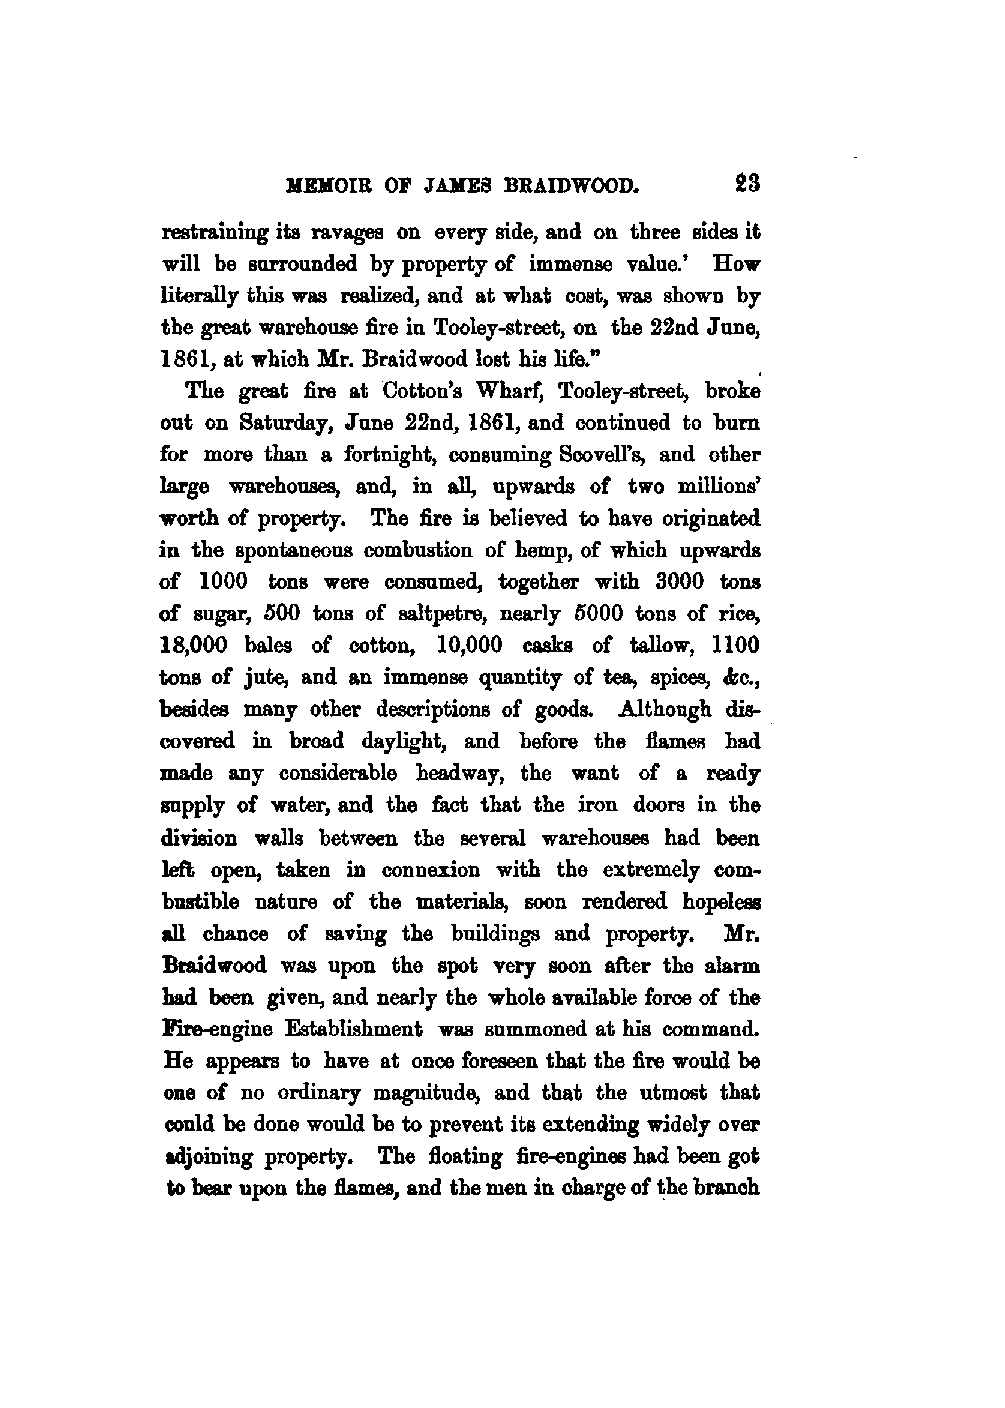 MEMOIR OF JAMES BRAIDWOOD. 23
restraining its ravages on every side, and on three sides it
will be surrounded by property of immense value.' How
literally this was realized, and at what cost, was shown by
the great warehouse fire in Tooley-street, on the 22nd June,
1861, at which Mr. Braidwood lost his life."
The great fire at Cotton's Wharf, Tooley-street, broke
out on Saturday, June 22nd, 1861, and continued to burn
for more than a fortnight, consuming Scovell's, and other
large warehouses, and, in all, upwards of two millions'
worth of property. The fire is believed to have originated
in the spontaneous combustion of hemp, of which upwards
of 1000 tons were consumed, together with 3000 tons
of sugar, 500 tons of saltpetre, nearly 5000 tons of rice,
18,000 bales of cotton, 10,000 casks of tallow, 1100
tons of jute, and an immense quantity of tea, spices, &c.,
besides many other descriptions of goods. Although dis-
covered in broad daylight, and before the flames had
made any considerable headway, the want of a ready
supply of water, and the fact that the iron doors in the
division walls between the several warehouses had been
left open, taken in connexion with the extremely com-
bustible nature of the materials, soon rendered hopeless
all chance of saving the buildings and property. Mr.
Braidwood was upon the spot very soon after the alarm
had been given, and nearly the whole available force of the
Fire-engine Establishment was summoned at his command.
He appears to have at once foreseen that the fire would be
one of no ordinary magnitude, and that the utmost that
could be done would be to prevent its extending widely over
adjoining property. The floating fire-engines had been got
to bear upon the flames, and the men in charge of the branch